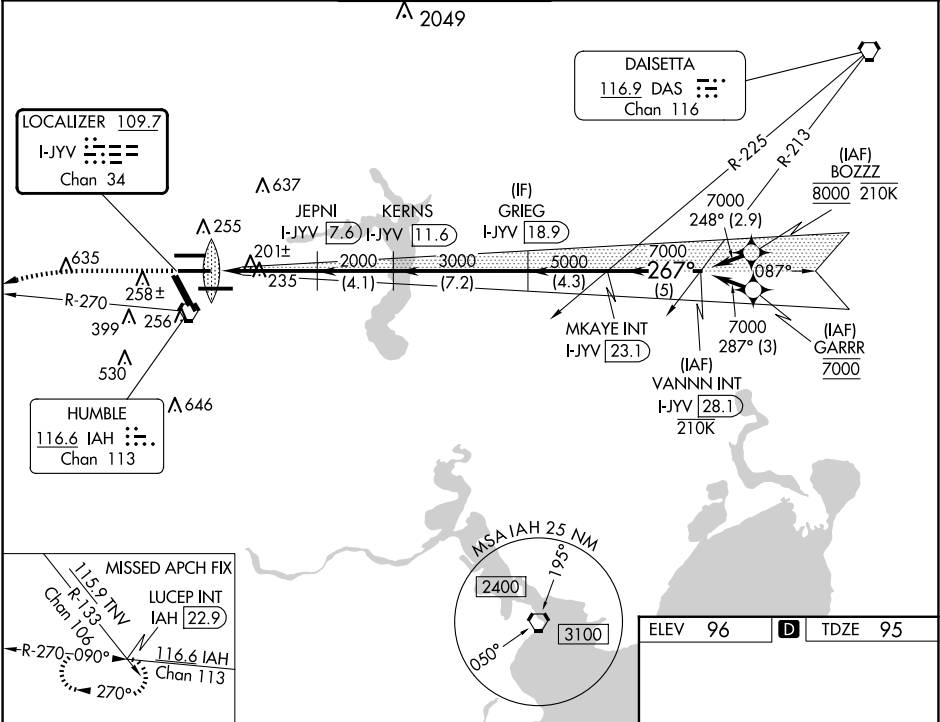 2049
DAISETTA
116.9 DAS
Chan 116
LOCALIZER 109.7
I-JYV
Chan 34
R-225
R-213
(IAF)
BOZZZ
8000 210K
7000
248° (2.9)
637
JEPNI
I-JYV 7.6
KERNS
I-JYV 11.6
(IF)
GRIEG
I-JYV 18.9
255
201±
235
635
258±
R-270
399
256
530
2000
(4.1)
3000
(7.2)
5000
(4.3)
7000
267°
(5)
087°
MKAYE INT
I-JYV 23.1
7000
287° (3)
(IAF)
GARRR
7000
(IAF)
VANNN INT
I-JYV 28.1
210K
HUMBLE
116.6 IAH
Chan 113
646
MISSED APCH FIX
115.9 TNV
R-133
Chan 106
LUCEP INT
IAH 22.9
R-270
090°
116.6 IAH
Chan 113
270°
MSA IAH 25 NM
195°
2400
3100
050°
ELEV 96 D TDZE 95